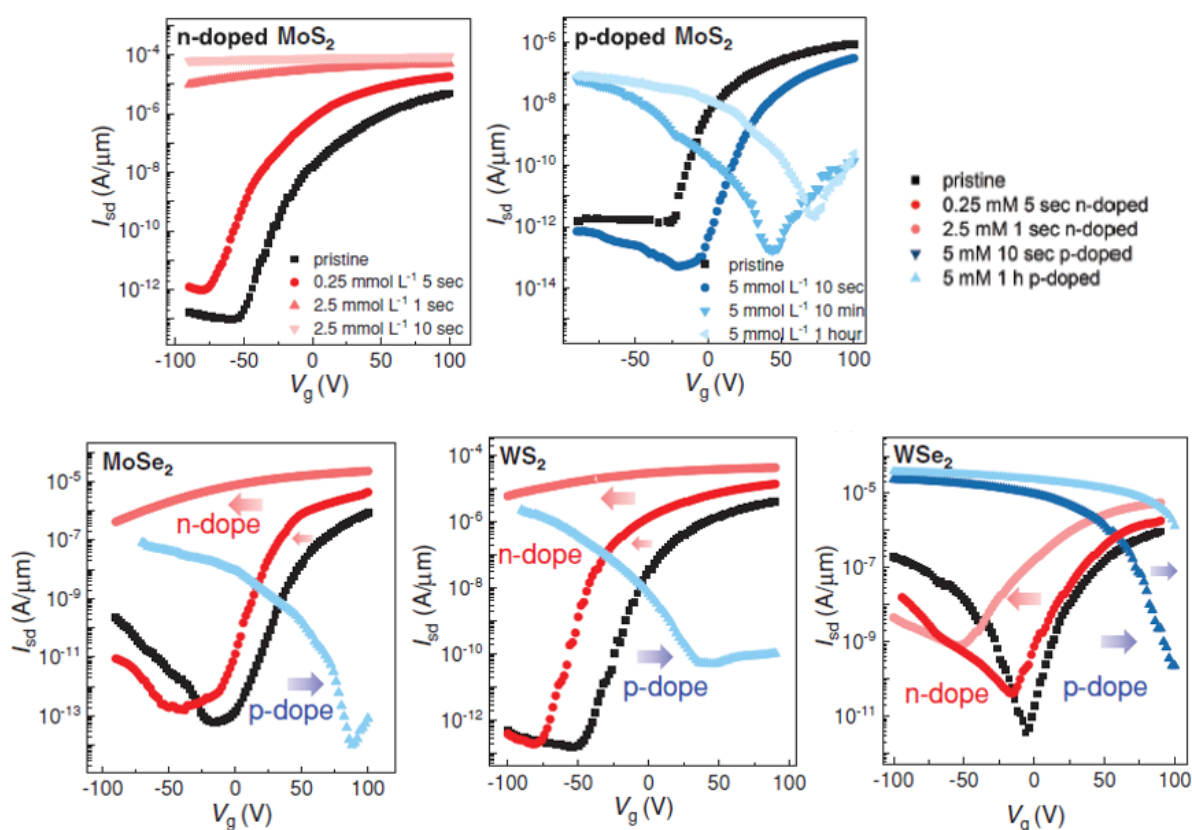 n-doped MoS2
10-4
10-6
10-8
10-10
10-12
Isd (A/μm)
pristine
0.25 mmol L-1 5 sec
2.5 mmol L-1 1 sec
2.5 mmol L-1 10 sec
-100 -50 0 50 100
Vg (V)
p-doped MoS2
10-6
10-8
10-10
10-12
10-14
Isd (A/μm)
pristine
5 mmol L-1 10 sec
5 mmol L-1 10 min
5 mmol L-1 1 hour
-50 0 50 100
Vg (V)
pristine
0.25 mM 5 sec n-doped
2.5 mM 1 sec n-doped
5 mM 10 sec p-doped
5 mM 1 h p-doped
MoSe2
10-5
10-7
10-9
10-11
10-13
Isd (A/μm)
n-dope
p-dope
-100 -50 0 50 100
Vg (V)
WS2
10-4
10-6
10-8
10-10
10-12
Isd (A/μm)
n-dope
p-dope
-100 -50 0 50 100
Vg (V)
WSe2
10-5
10-7
10-9
10-11
Isd (A/μm)
n-dope
p-dope
-100 -50 0 50 100
Vg (V)